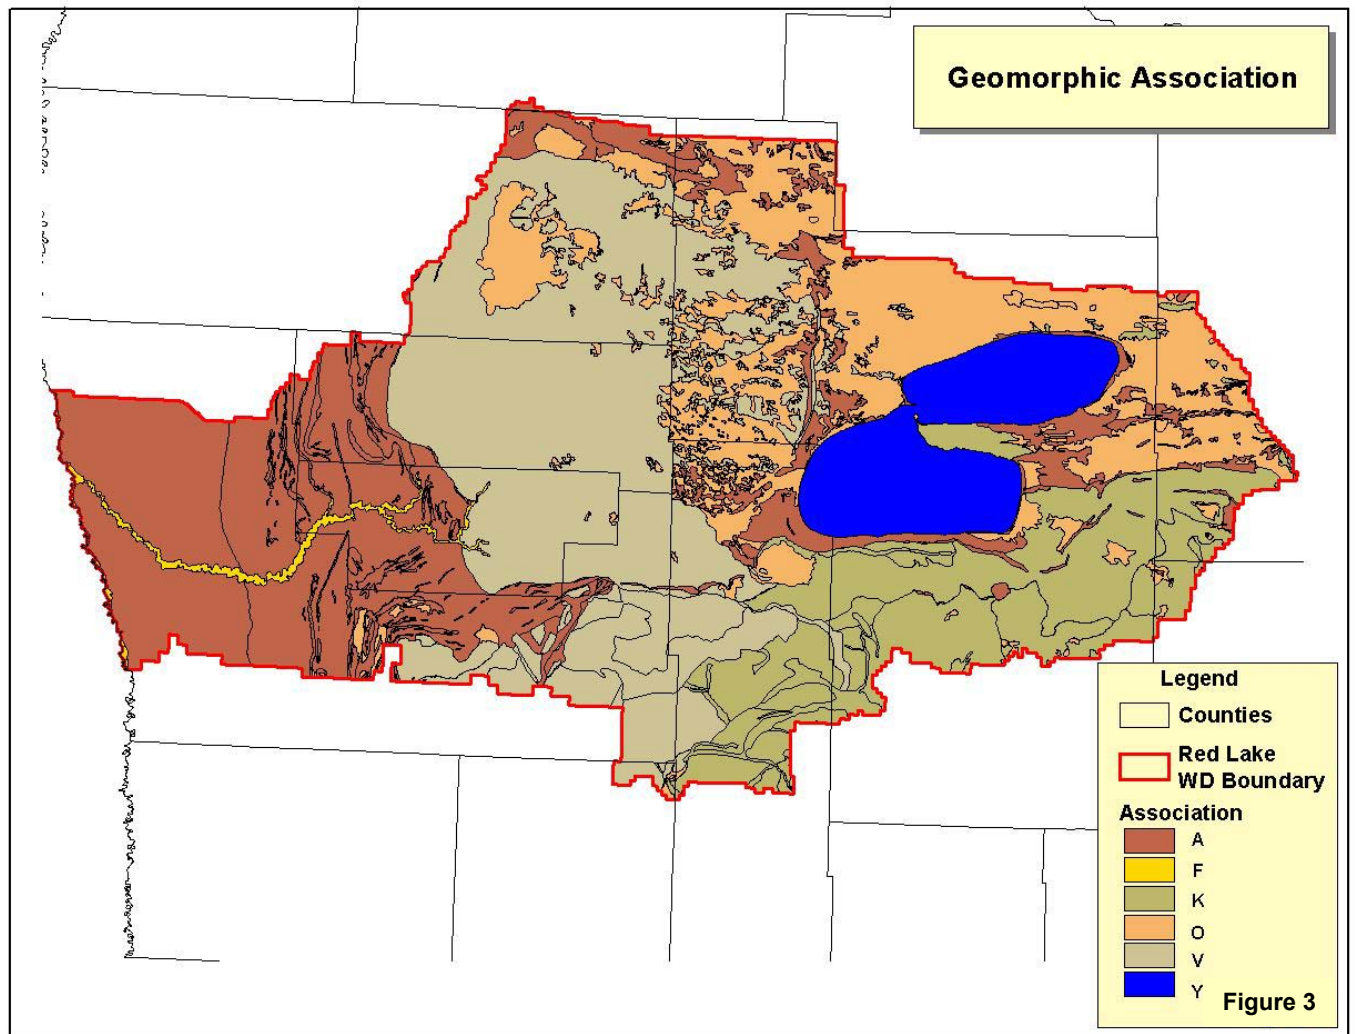 Geomorphic Association
Legend
Counties
Red Lake
WD Boundary
Association
A
F
K
O
V
Y
Figure 3